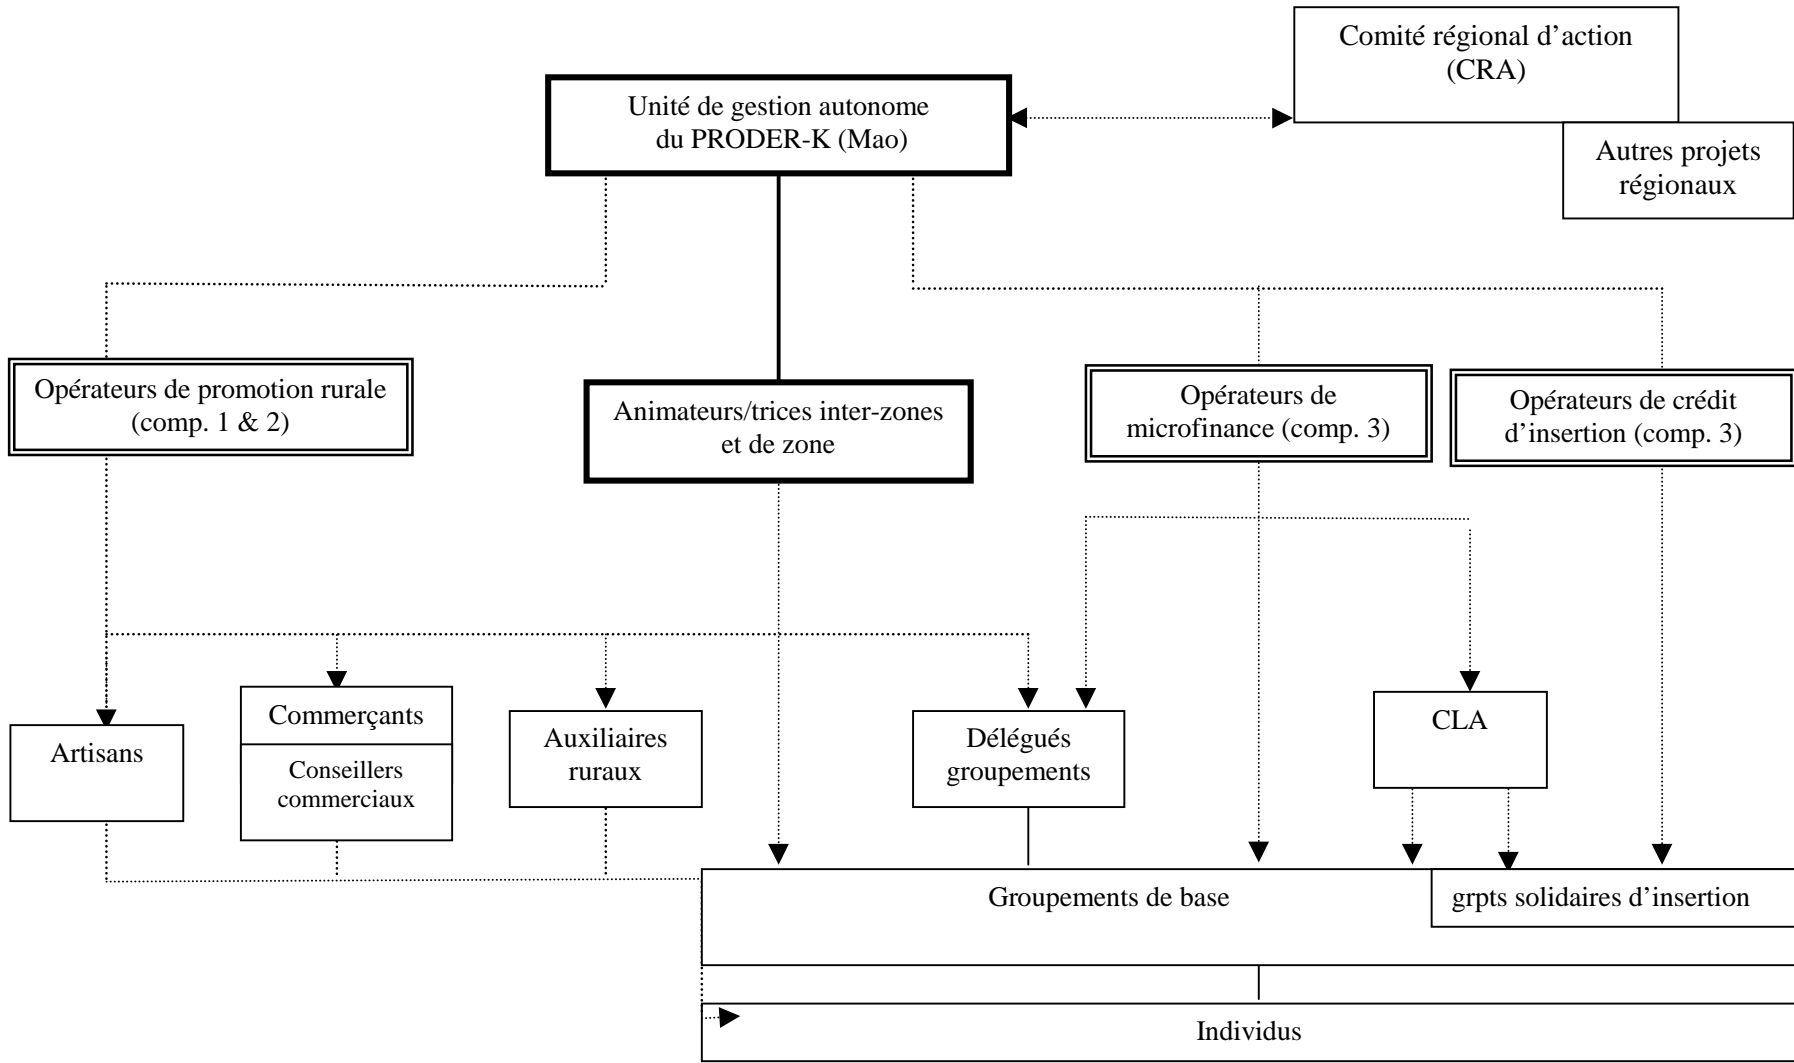 Comité régional d’action
(CRA)
Unité de gestion autonome
du PRODER-K (Mao)
Autres projets
régionaux
Opérateurs de promotion rurale
(comp. 1 & 2)
Animateurs/trices inter-zones
et de zone
Opérateurs de
microfinance (comp. 3)
Opérateurs de crédit
d’insertion (comp. 3)
Artisans
Commerçants
Conseillers
commerciaux
Auxiliaires
ruraux
Délégués
groupements
CLA
Groupements de base
grpts solidaires d’insertion
Individus